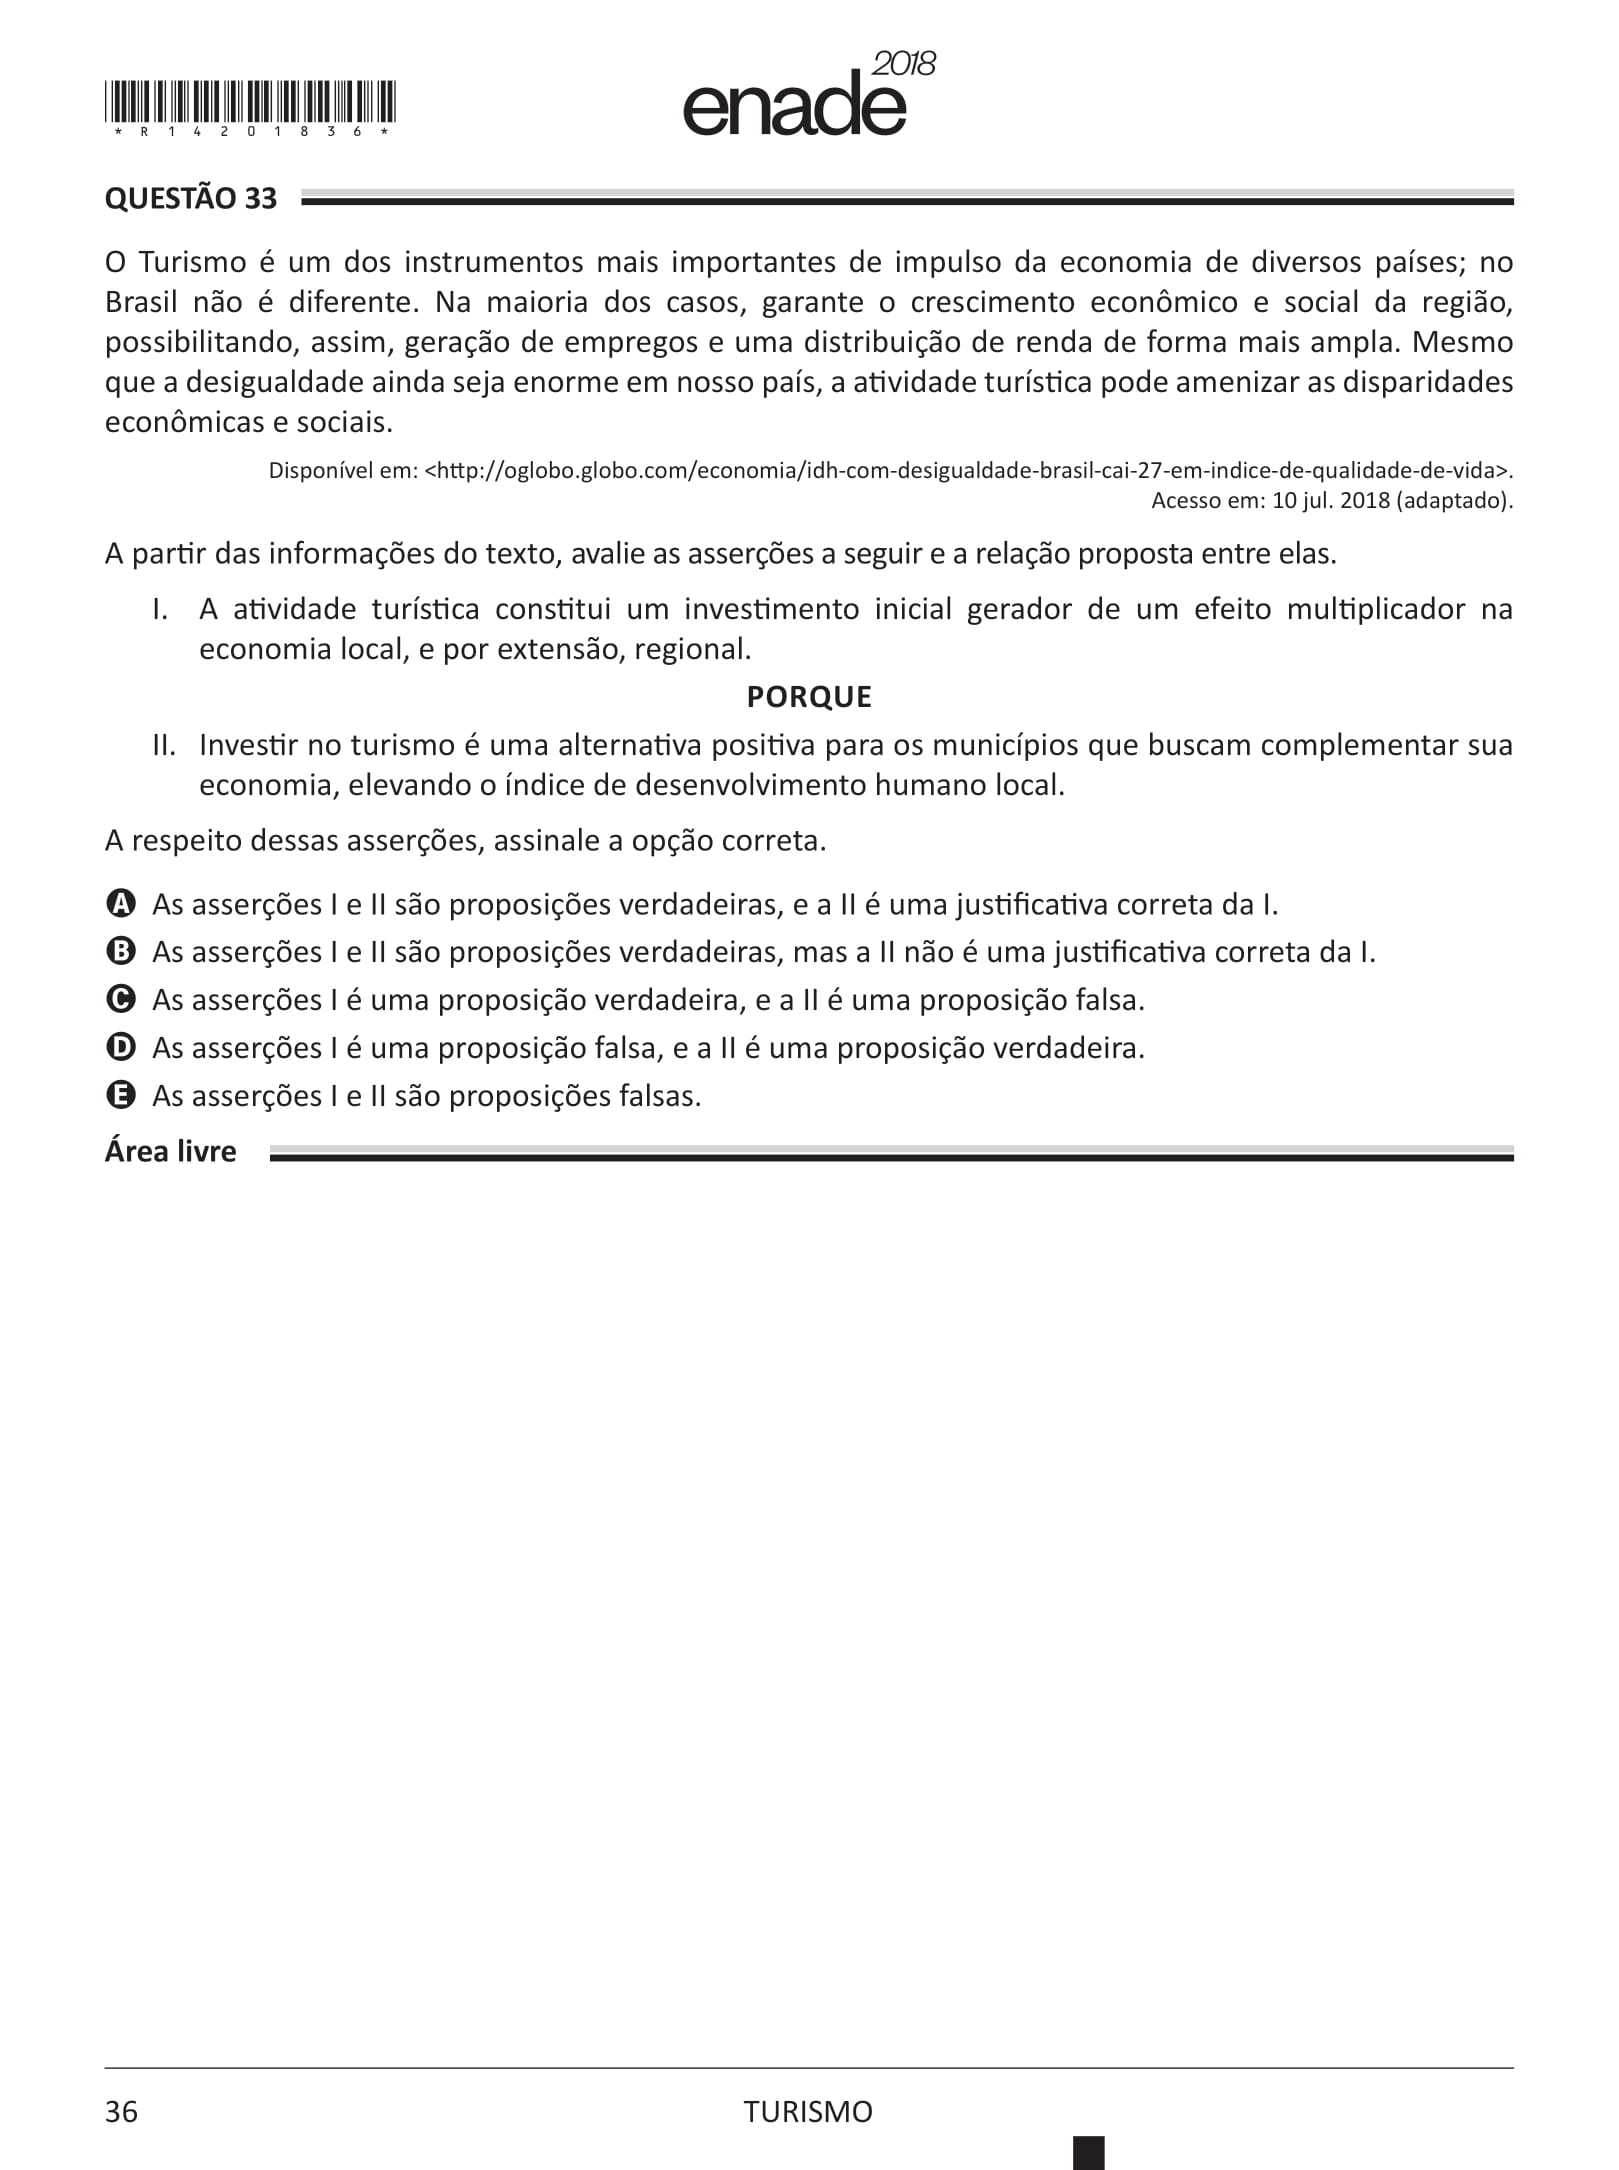 enade 2018
* R 1 4 2 0 1 8 3 6 *
QUESTÃO 33
O Turismo é um dos instrumentos mais importantes de impulso da economia de diversos países; no
Brasil não é diferente. Na maioria dos casos, garante o crescimento econômico e social da região,
possibilitando, assim, geração de empregos e uma distribuição de renda de forma mais ampla. Mesmo
que a desigualdade ainda seja enorme em nosso país, a atividade turística pode amenizar as disparidades
econômicas e sociais.
Disponível em: <http://oglobo.globo.com/economia/idh-com-desigualdade-brasil-cai-27-em-indice-de-qualidade-de-vida>.
Acesso em: 10 jul. 2018 (adaptado).
A partir das informações do texto, avalie as asserções a seguir e a relação proposta entre elas.
I. A atividade turística constitui um investimento inicial gerador de um efeito multiplicador na
economia local, e por extensão, regional.
PORQUE
II. Investir no turismo é uma alternativa positiva para os municípios que buscam complementar sua
economia, elevando o índice de desenvolvimento humano local.
A respeito dessas asserções, assinale a opção correta.
A As asserções I e II são proposições verdadeiras, e a II é uma justificativa correta da I.
B As asserções I e II são proposições verdadeiras, mas a II não é uma justificativa correta da I.
C As asserções I é uma proposição verdadeira, e a II é uma proposição falsa.
D As asserções I é uma proposição falsa, e a II é uma proposição verdadeira.
E As asserções I e II são proposições falsas.
Área livre
36
TURISMO